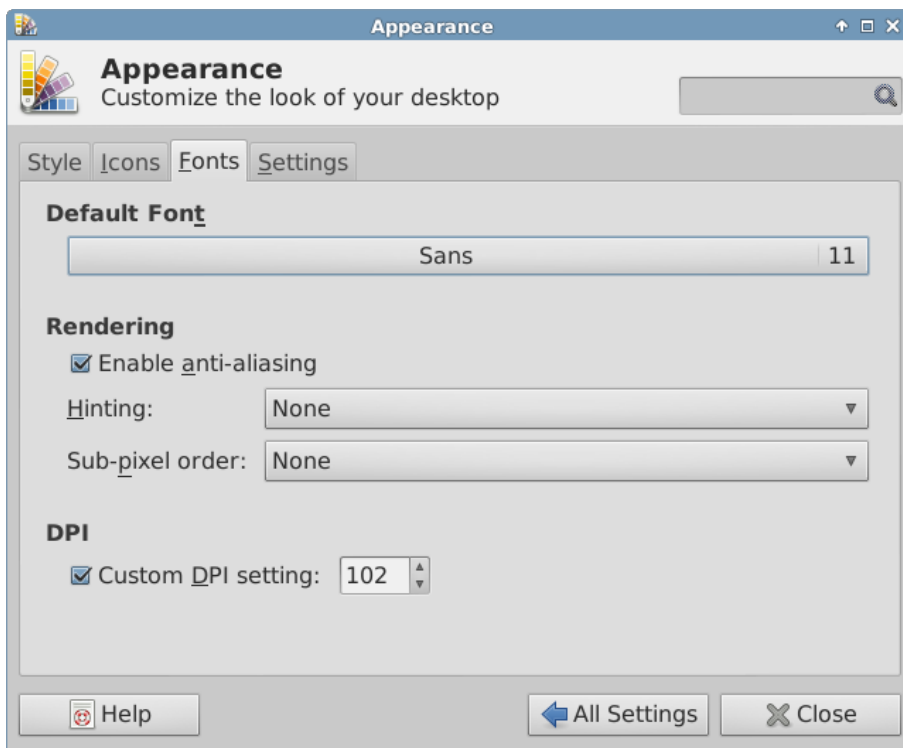 Appearance
Appearance
Customize the look of your desktop
Style Icons Fonts Settings
Default Font
Sans 11
Rendering
Enable anti-aliasing
Hinting: None
Sub-pixel order: None
DPI
Custom DPI setting: 102
Help All Settings Close